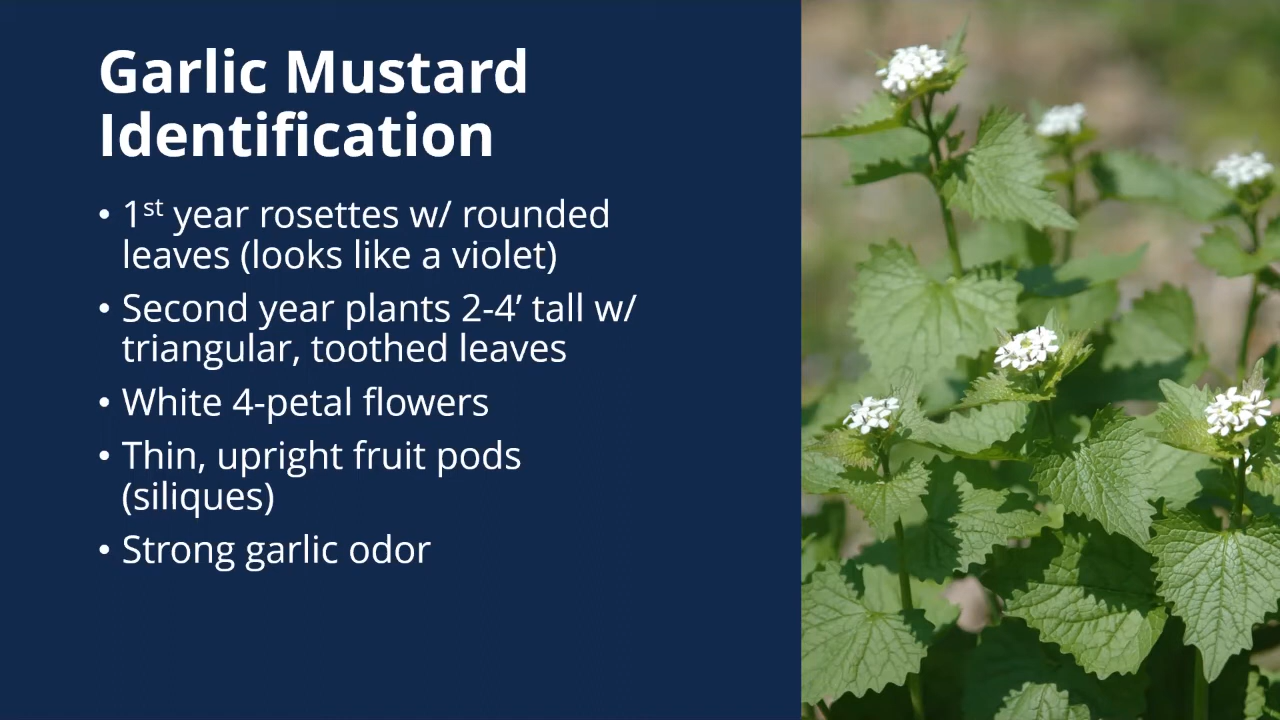 Garlic Mustard
Identification
• 1st year rosettes w/ rounded
leaves (looks like a violet)
• Second year plants 2-4’ tall w/
triangular, toothed leaves
• White 4-petal flowers
• Thin, upright fruit pods
(siliques)
• Strong garlic odor